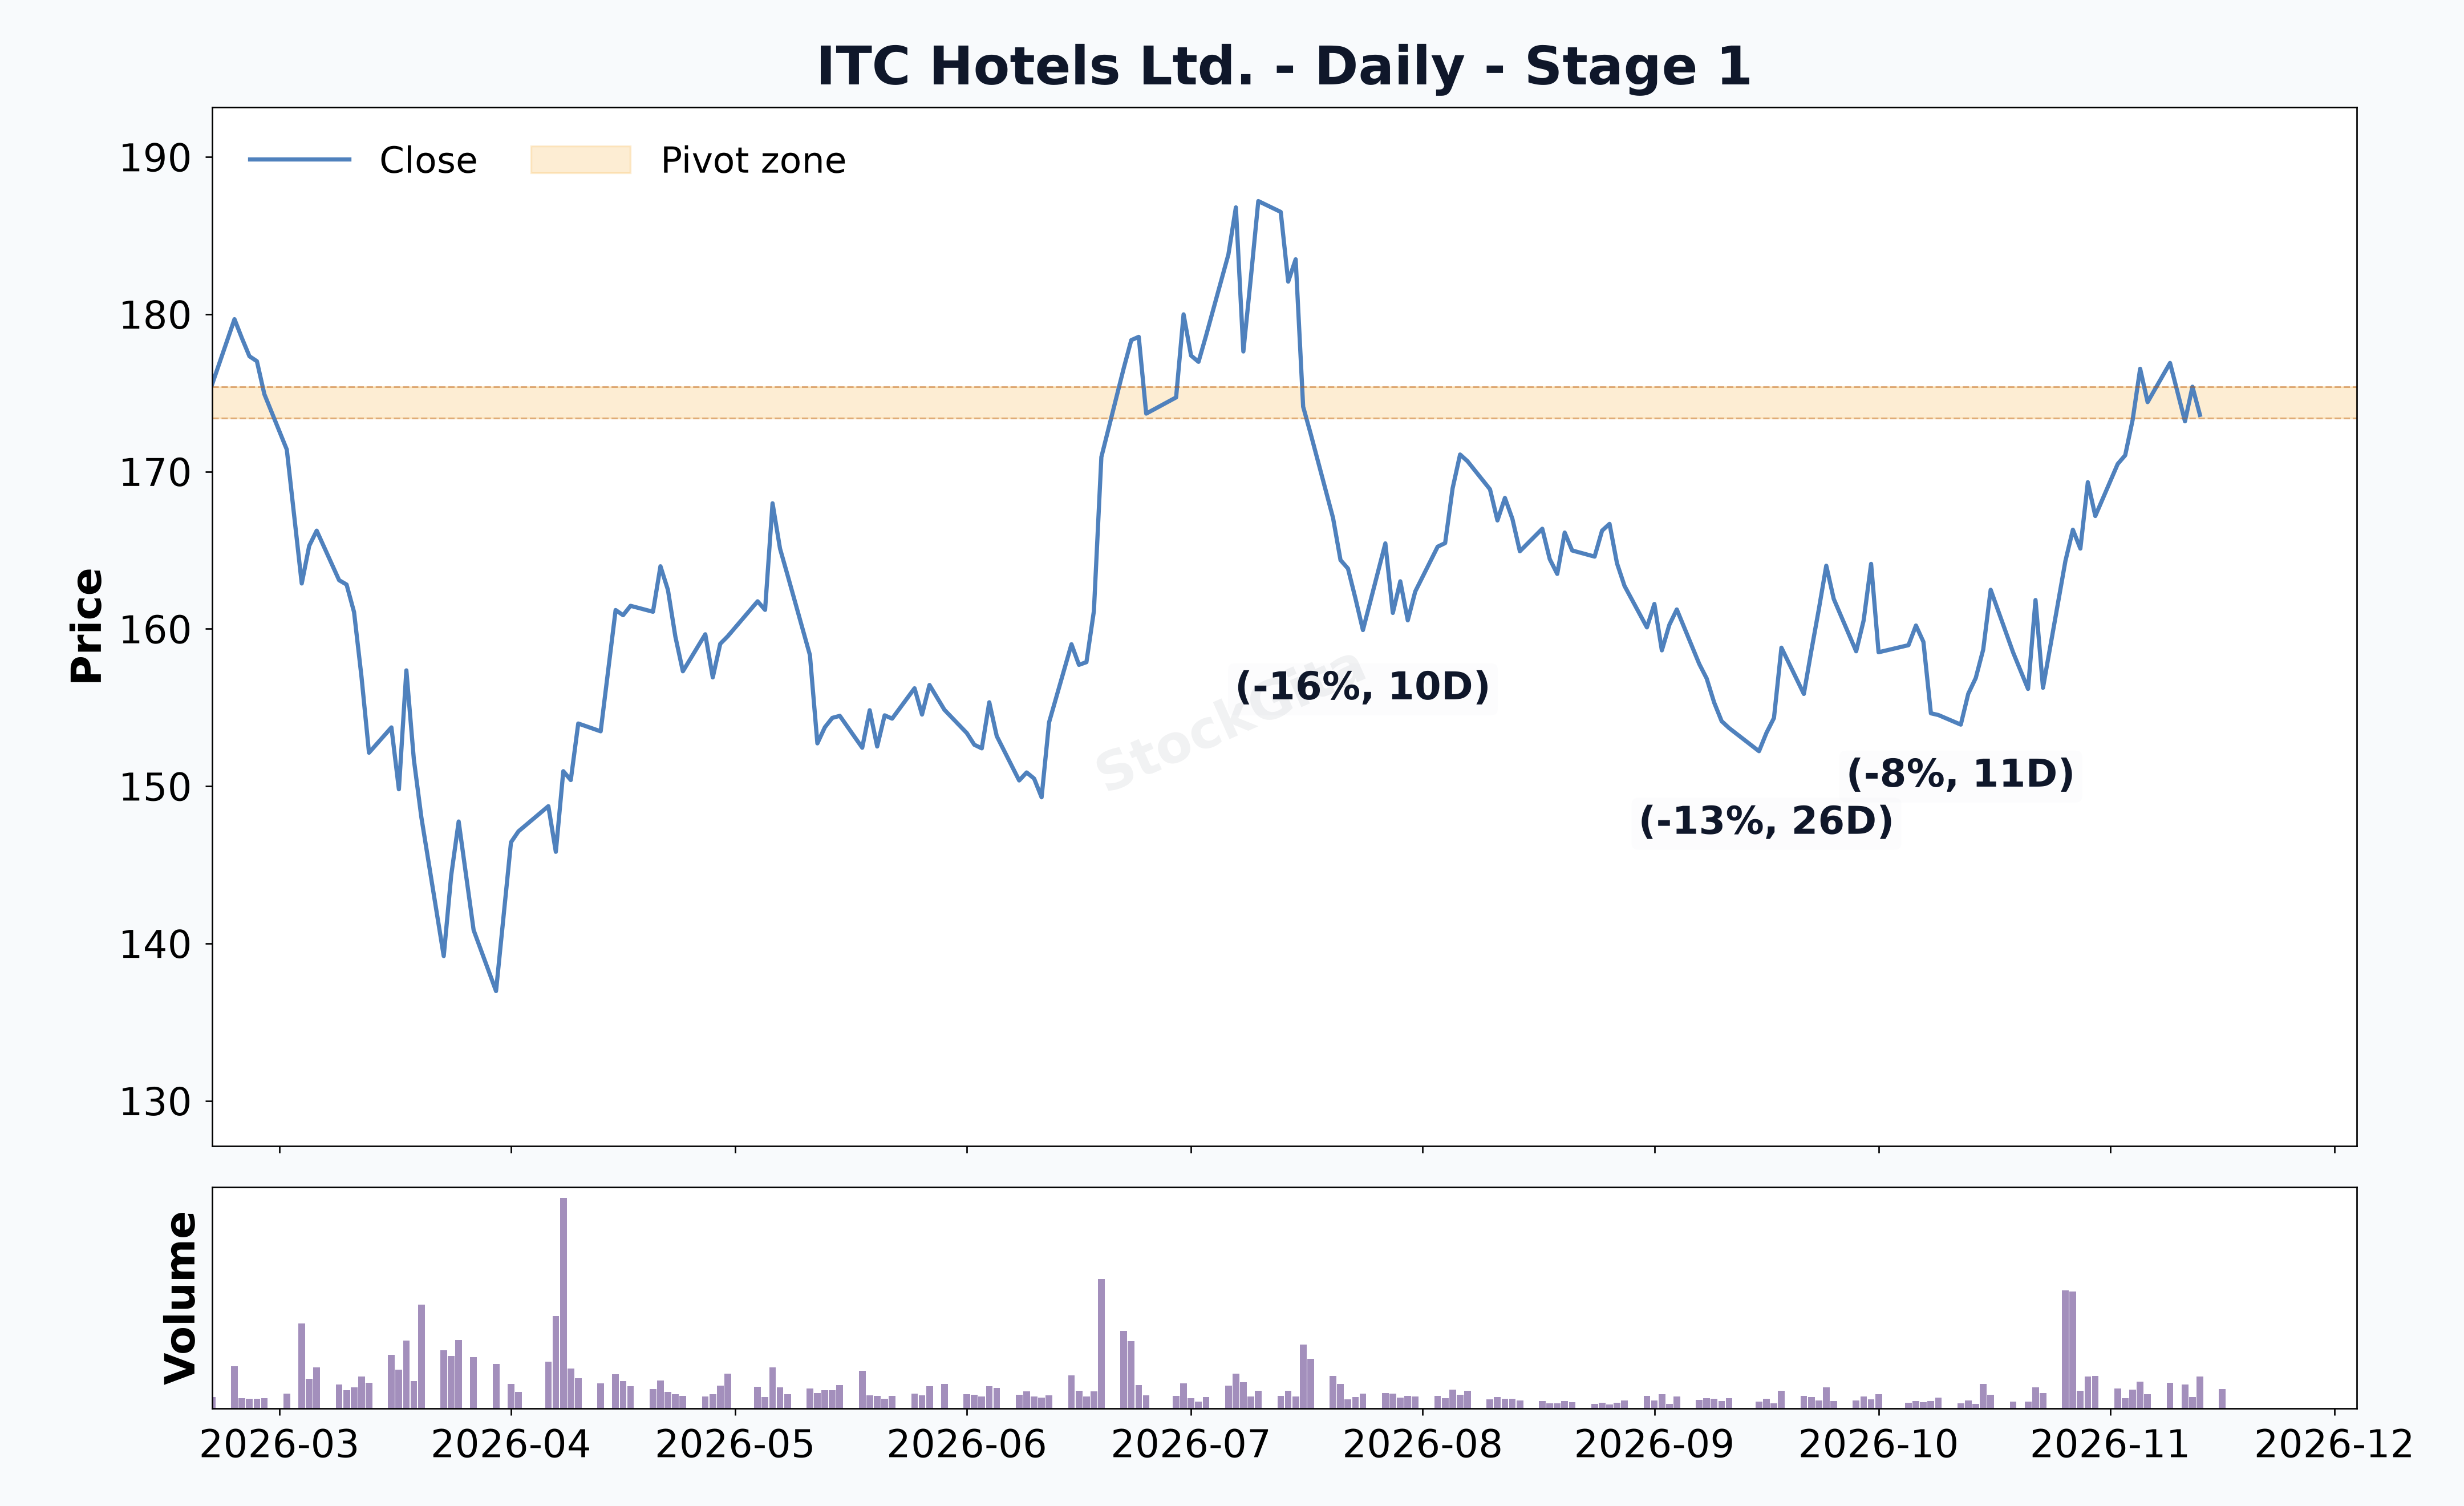 ITC Hotels Ltd. - Daily - Stage 1
Close
Pivot zone
190
180
170
160
150
140
130
Price
StockGita
(-16%, 10D)
(-8%, 11D)
(-13%, 26D)
Volume
2026-03
2026-04
2026-05
2026-06
2026-07
2026-08
2026-09
2026-10
2026-11
2026-12